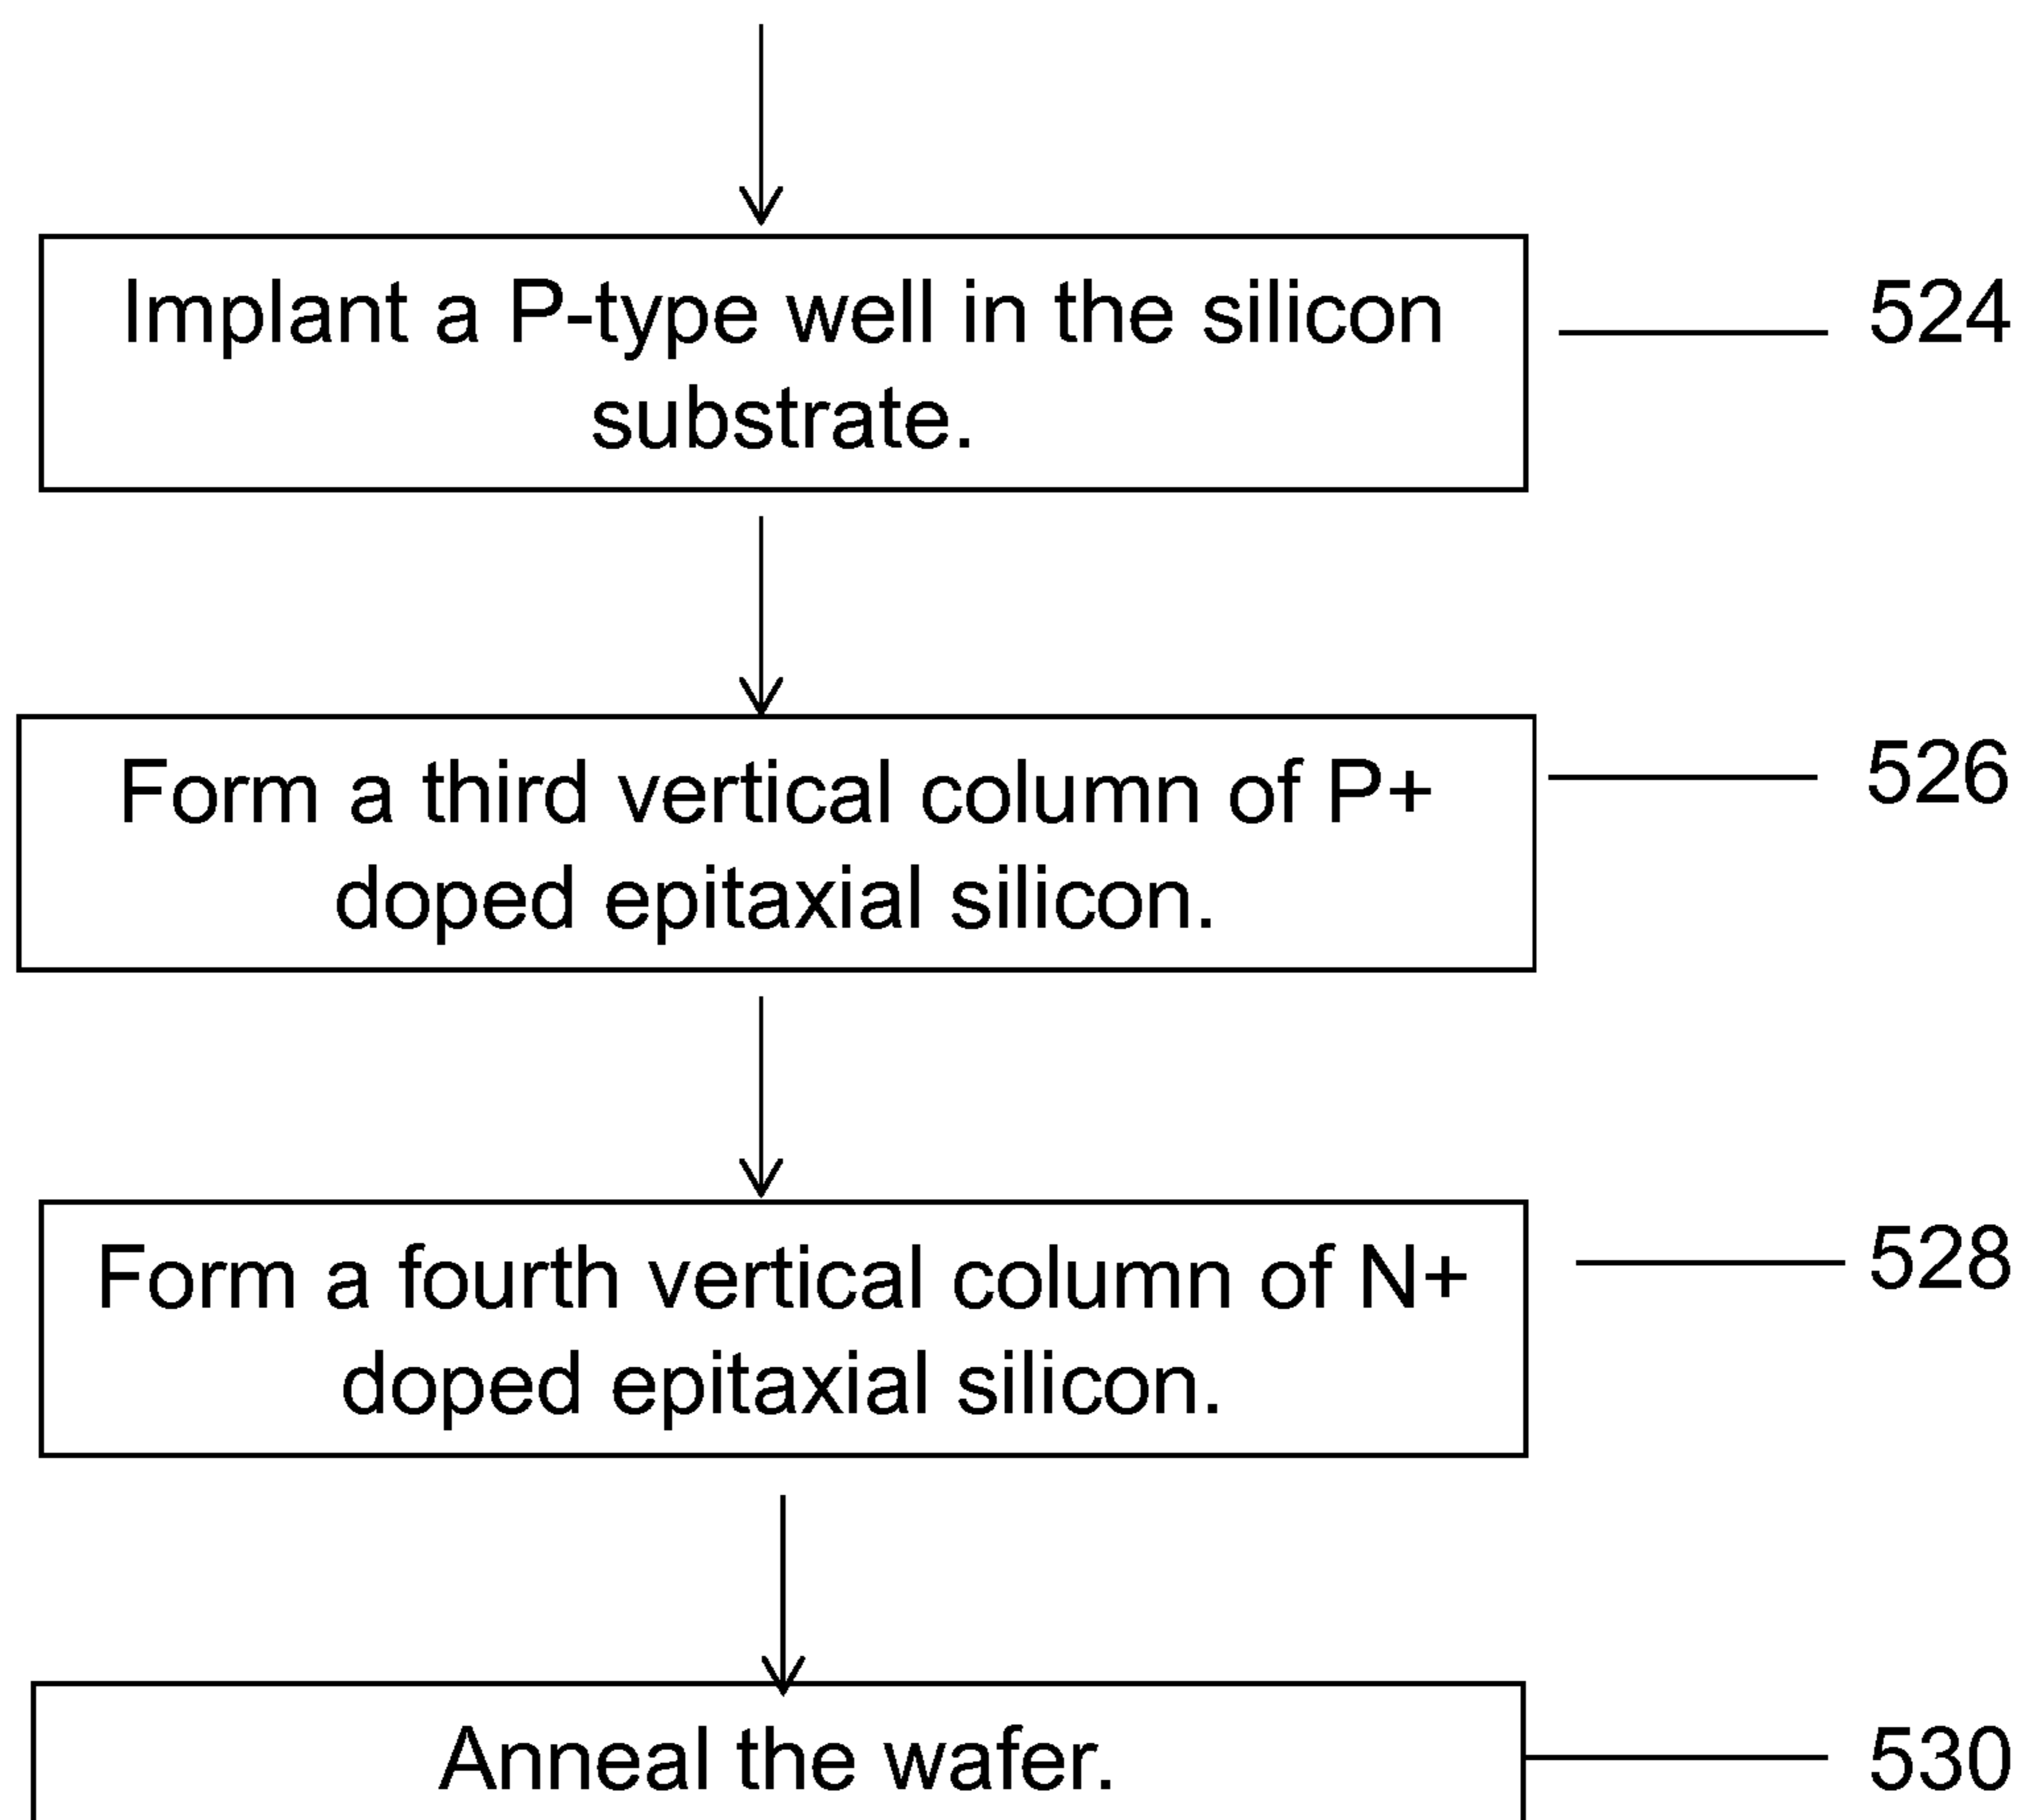 Implant a P-type well in the silicon
substrate.
524
Form a third vertical column of P+
doped epitaxial silicon.
526
Form a fourth vertical column of N+
doped epitaxial silicon.
528
Anneal the wafer.
530